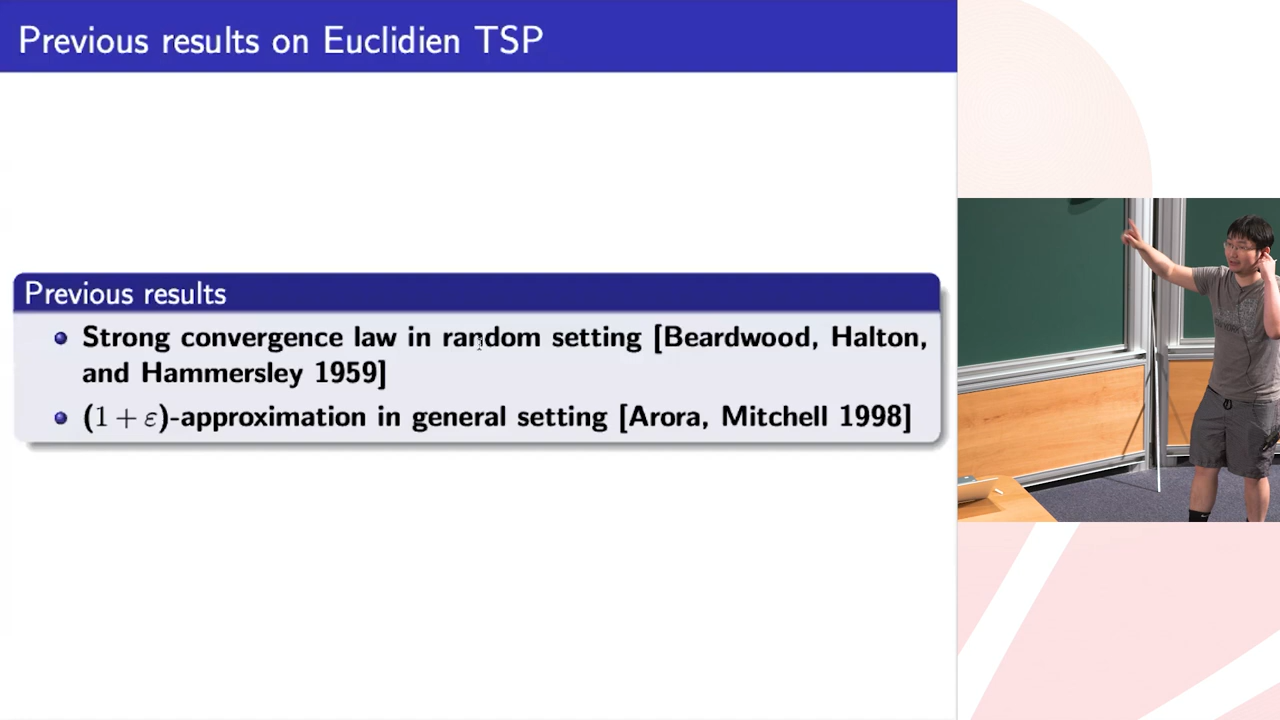 Previous results on Euclidien TSP
Previous results
Strong convergence law in random setting [Beardwood, Halton,
and Hammersley 1959]
(1 + ε)-approximation in general setting [Arora, Mitchell 1998]